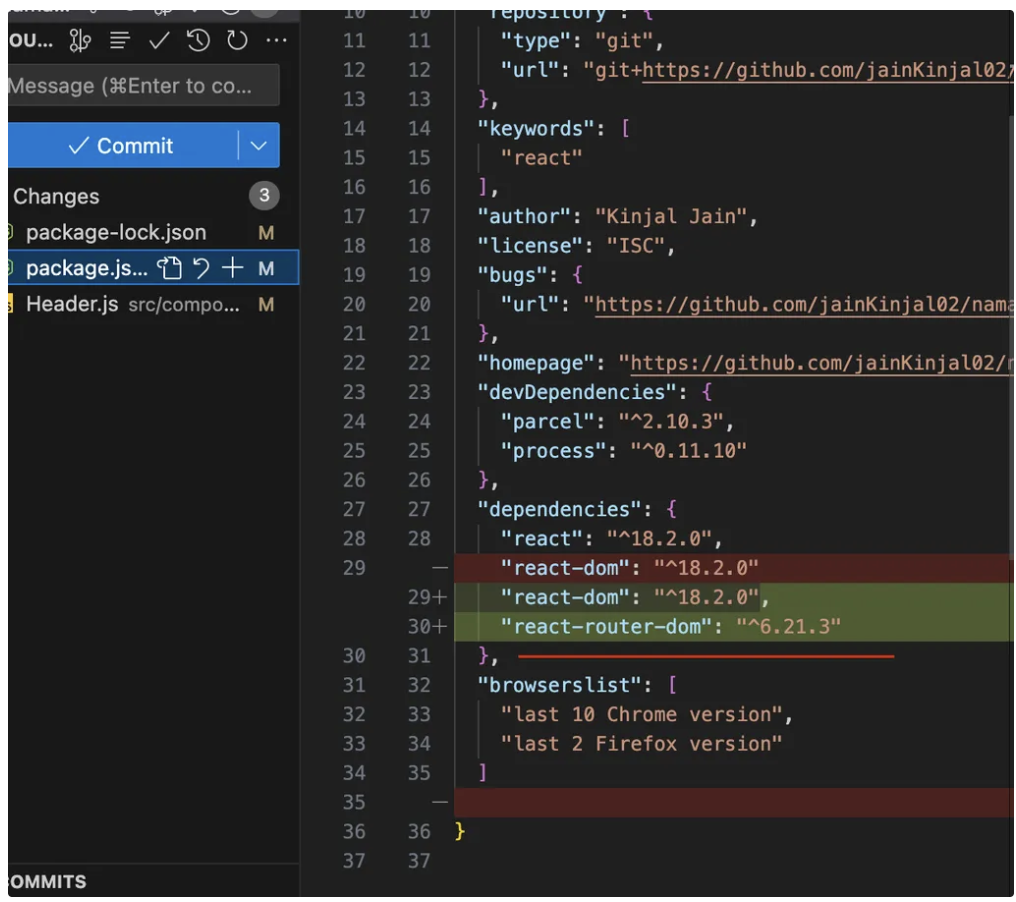 OU...
Message (⌘Enter to co...
Commit
Changes 3
package-lock.json M
package.js... M
Header.js src/compo... M
COMMITS
10 10 "repository": {
11 11 "type": "git",
12 12 "url": "git+https://github.com/jainKinjal02/
13 13 },
14 14 "keywords": [
15 15 "react"
16 16 ],
17 17 "author": "Kinjal Jain",
18 18 "license": "ISC",
19 19 "bugs": {
20 20 "url": "https://github.com/jainKinjal02/nama
21 21 },
22 22 "homepage": "https://github.com/jainKinjal02/
23 23 "devDependencies": {
24 24 "parcel": "^2.10.3",
25 25 "process": "^0.11.10"
26 26 },
27 27 "dependencies": {
28 28 "react": "^18.2.0",
29 — "react-dom": "^18.2.0"
29+ "react-dom": "^18.2.0",
30+ "react-router-dom": "^6.21.3"
30 31 },
31 32 "browserslist": [
32 33 "last 10 Chrome version",
33 34 "last 2 Firefox version"
34 35 ]
35 —
36 36 }
37 37